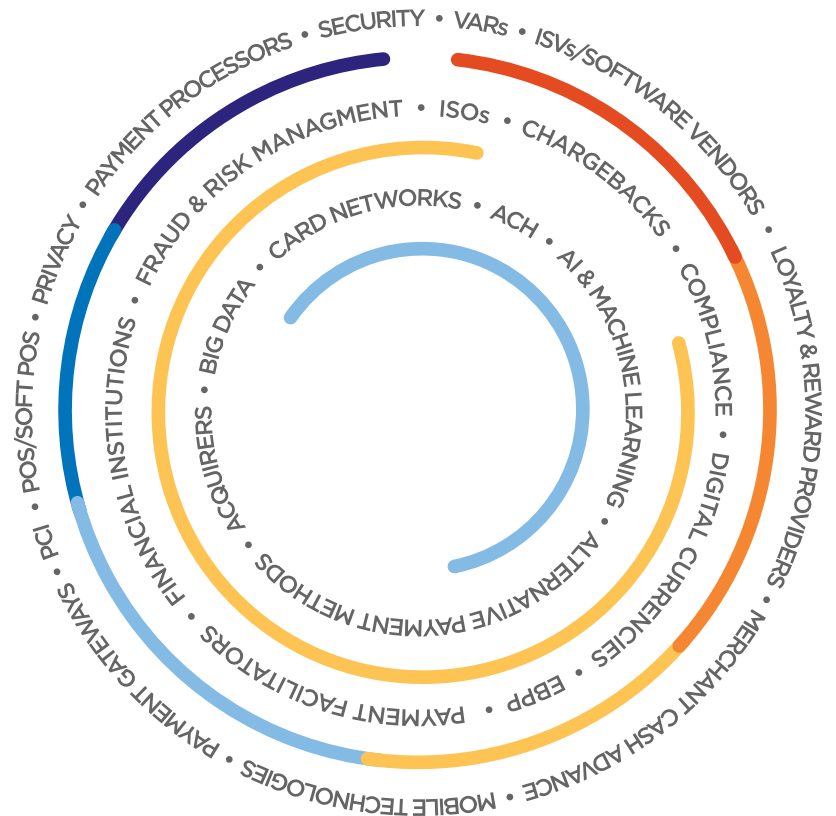 SECURITY • VARs • ISVs/SOFTWARE VENDORS • LOYALTY & REWARD PROVIDERS • MERCHANT CASH ADVANCE • MOBILE TECHNOLOGIES • PAYMENT GATEWAYS • PCI • POS/SOFT POS • PRIVACY • PAYMENT PROCESSORS •
ISOs • CHARGEBACKS • COMPLIANCE • DIGITAL CURRENCIES • EBPP • PAYMENT FACILITATORS • FINANCIAL INSTITUTIONS • FRAUD & RISK MANAGMENT •
CARD NETWORKS • ACH • AI & MACHINE LEARNING • ALTERNATIVE PAYMENT METHODS • ACQUIRERS • BIG DATA •